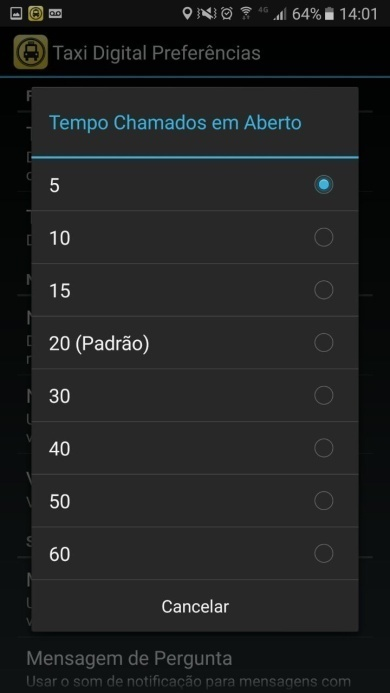 4G 64% 14:01
Taxi Digital Preferências
Tempo Chamados em Aberto
5
10
15
20 (Padrão)
30
40
50
60
Cancelar
Mensagem de Pergunta
Usar o som de notificação para mensagens com